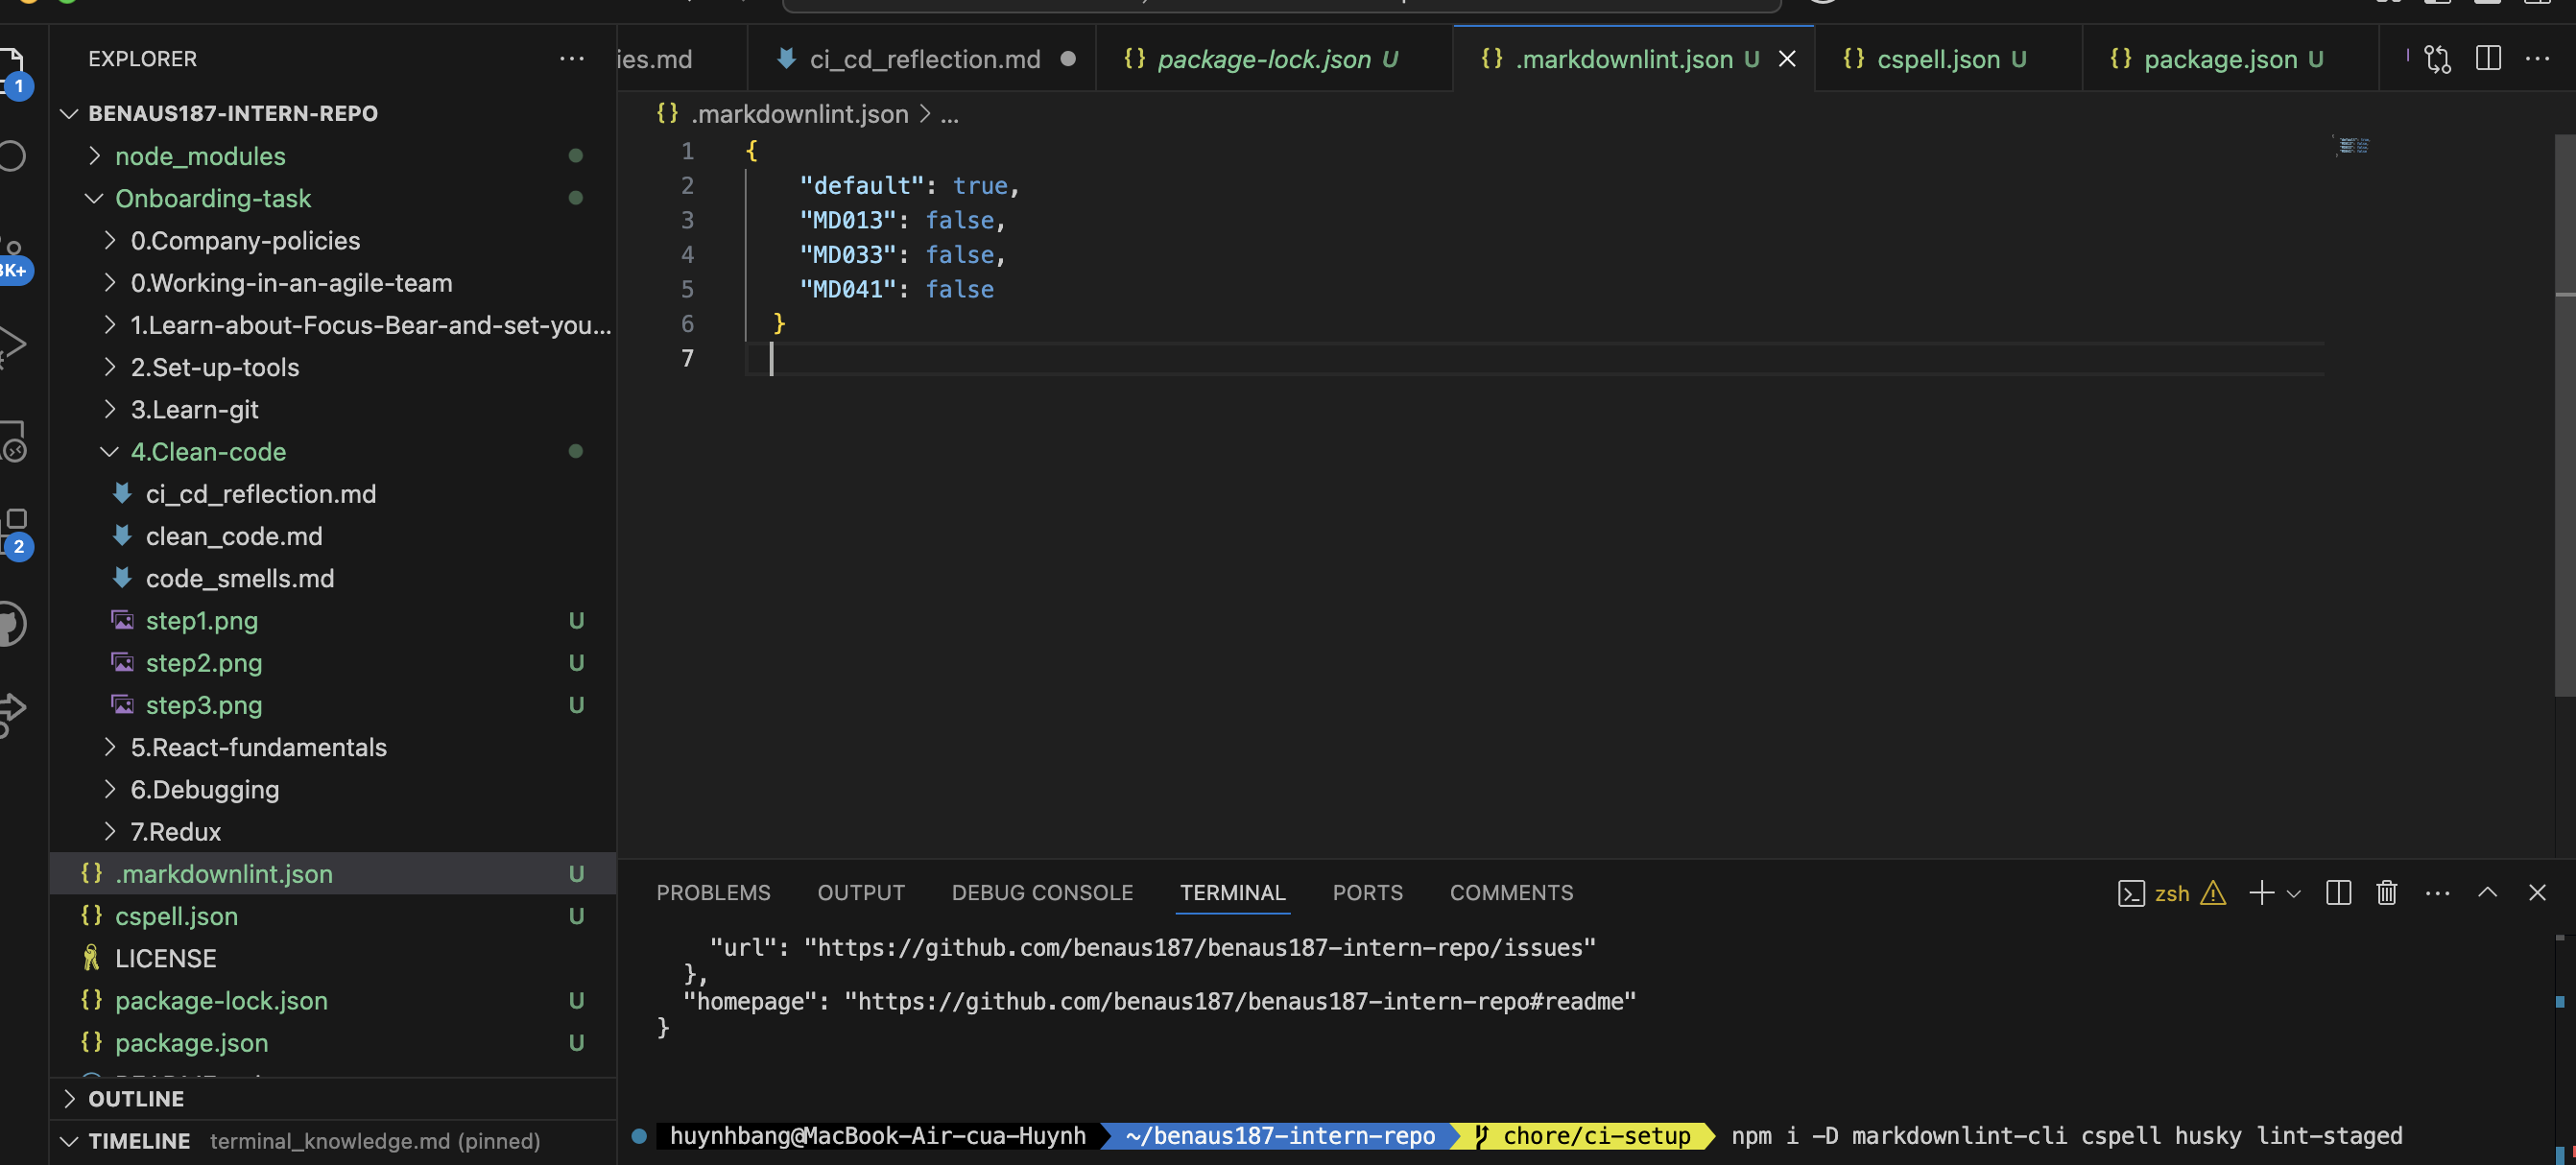 EXPLORER
ies.md
ci_cd_reflection.md
package-lock.json U
.markdownlint.json U
cspell.json U
package.json U
BENAUS187-INTERN-REPO
node_modules
Onboarding-task
0.Company-policies
0.Working-in-an-agile-team
1.Learn-about-Focus-Bear-and-set-you...
2.Set-up-tools
3.Learn-git
4.Clean-code
ci_cd_reflection.md
clean_code.md
code_smells.md
step1.png U
step2.png U
step3.png U
5.React-fundamentals
6.Debugging
7.Redux
.markdownlint.json U
cspell.json U
LICENSE
package-lock.json U
package.json U
OUTLINE
TIMELINE terminal_knowledge.md (pinned)
1
3K+
2
.markdownlint.json > ...
1 {
2 "default": true,
3 "MD013": false,
4 "MD033": false,
5 "MD041": false
6 }
7
PROBLEMS OUTPUT DEBUG CONSOLE TERMINAL PORTS COMMENTS
zsh
"url": "https://github.com/benaus187/benaus187-intern-repo/issues"
},
"homepage": "https://github.com/benaus187/benaus187-intern-repo#readme"
}
huynhbang@MacBook-Air-cua-Huynh ~/benaus187-intern-repo chore/ci-setup npm i -D markdownlint-cli cspell husky lint-staged